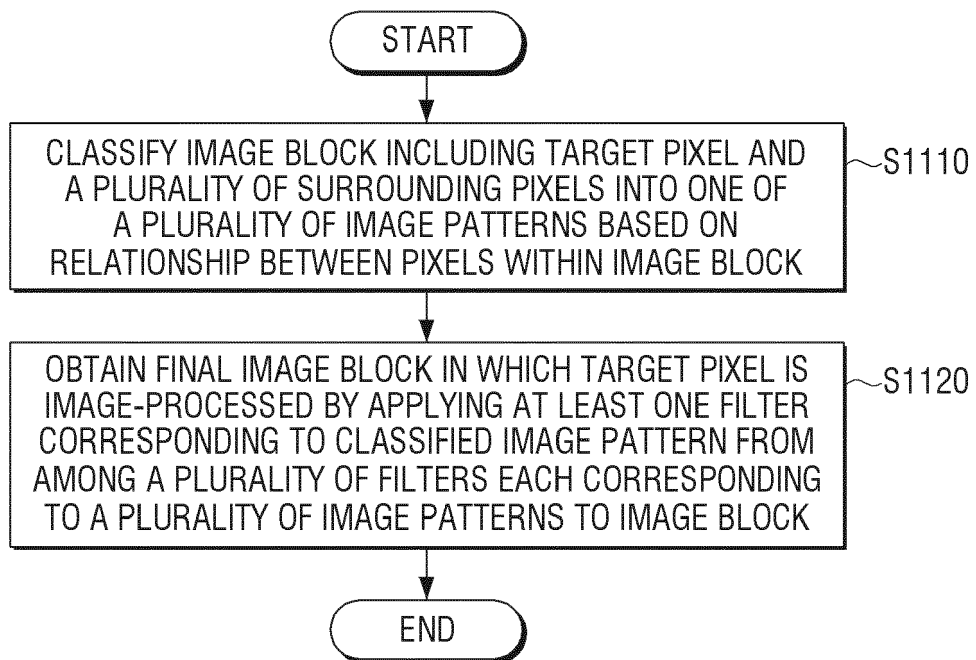 START
CLASSIFY IMAGE BLOCK INCLUDING TARGET PIXEL AND
A PLURALITY OF SURROUNDING PIXELS INTO ONE OF
A PLURALITY OF IMAGE PATTERNS BASED ON
RELATIONSHIP BETWEEN PIXELS WITHIN IMAGE BLOCK
S1110
OBTAIN FINAL IMAGE BLOCK IN WHICH TARGET PIXEL IS
IMAGE-PROCESSED BY APPLYING AT LEAST ONE FILTER
CORRESPONDING TO CLASSIFIED IMAGE PATTERN FROM
AMONG A PLURALITY OF FILTERS EACH CORRESPONDING
TO A PLURALITY OF IMAGE PATTERNS TO IMAGE BLOCK
S1120
END